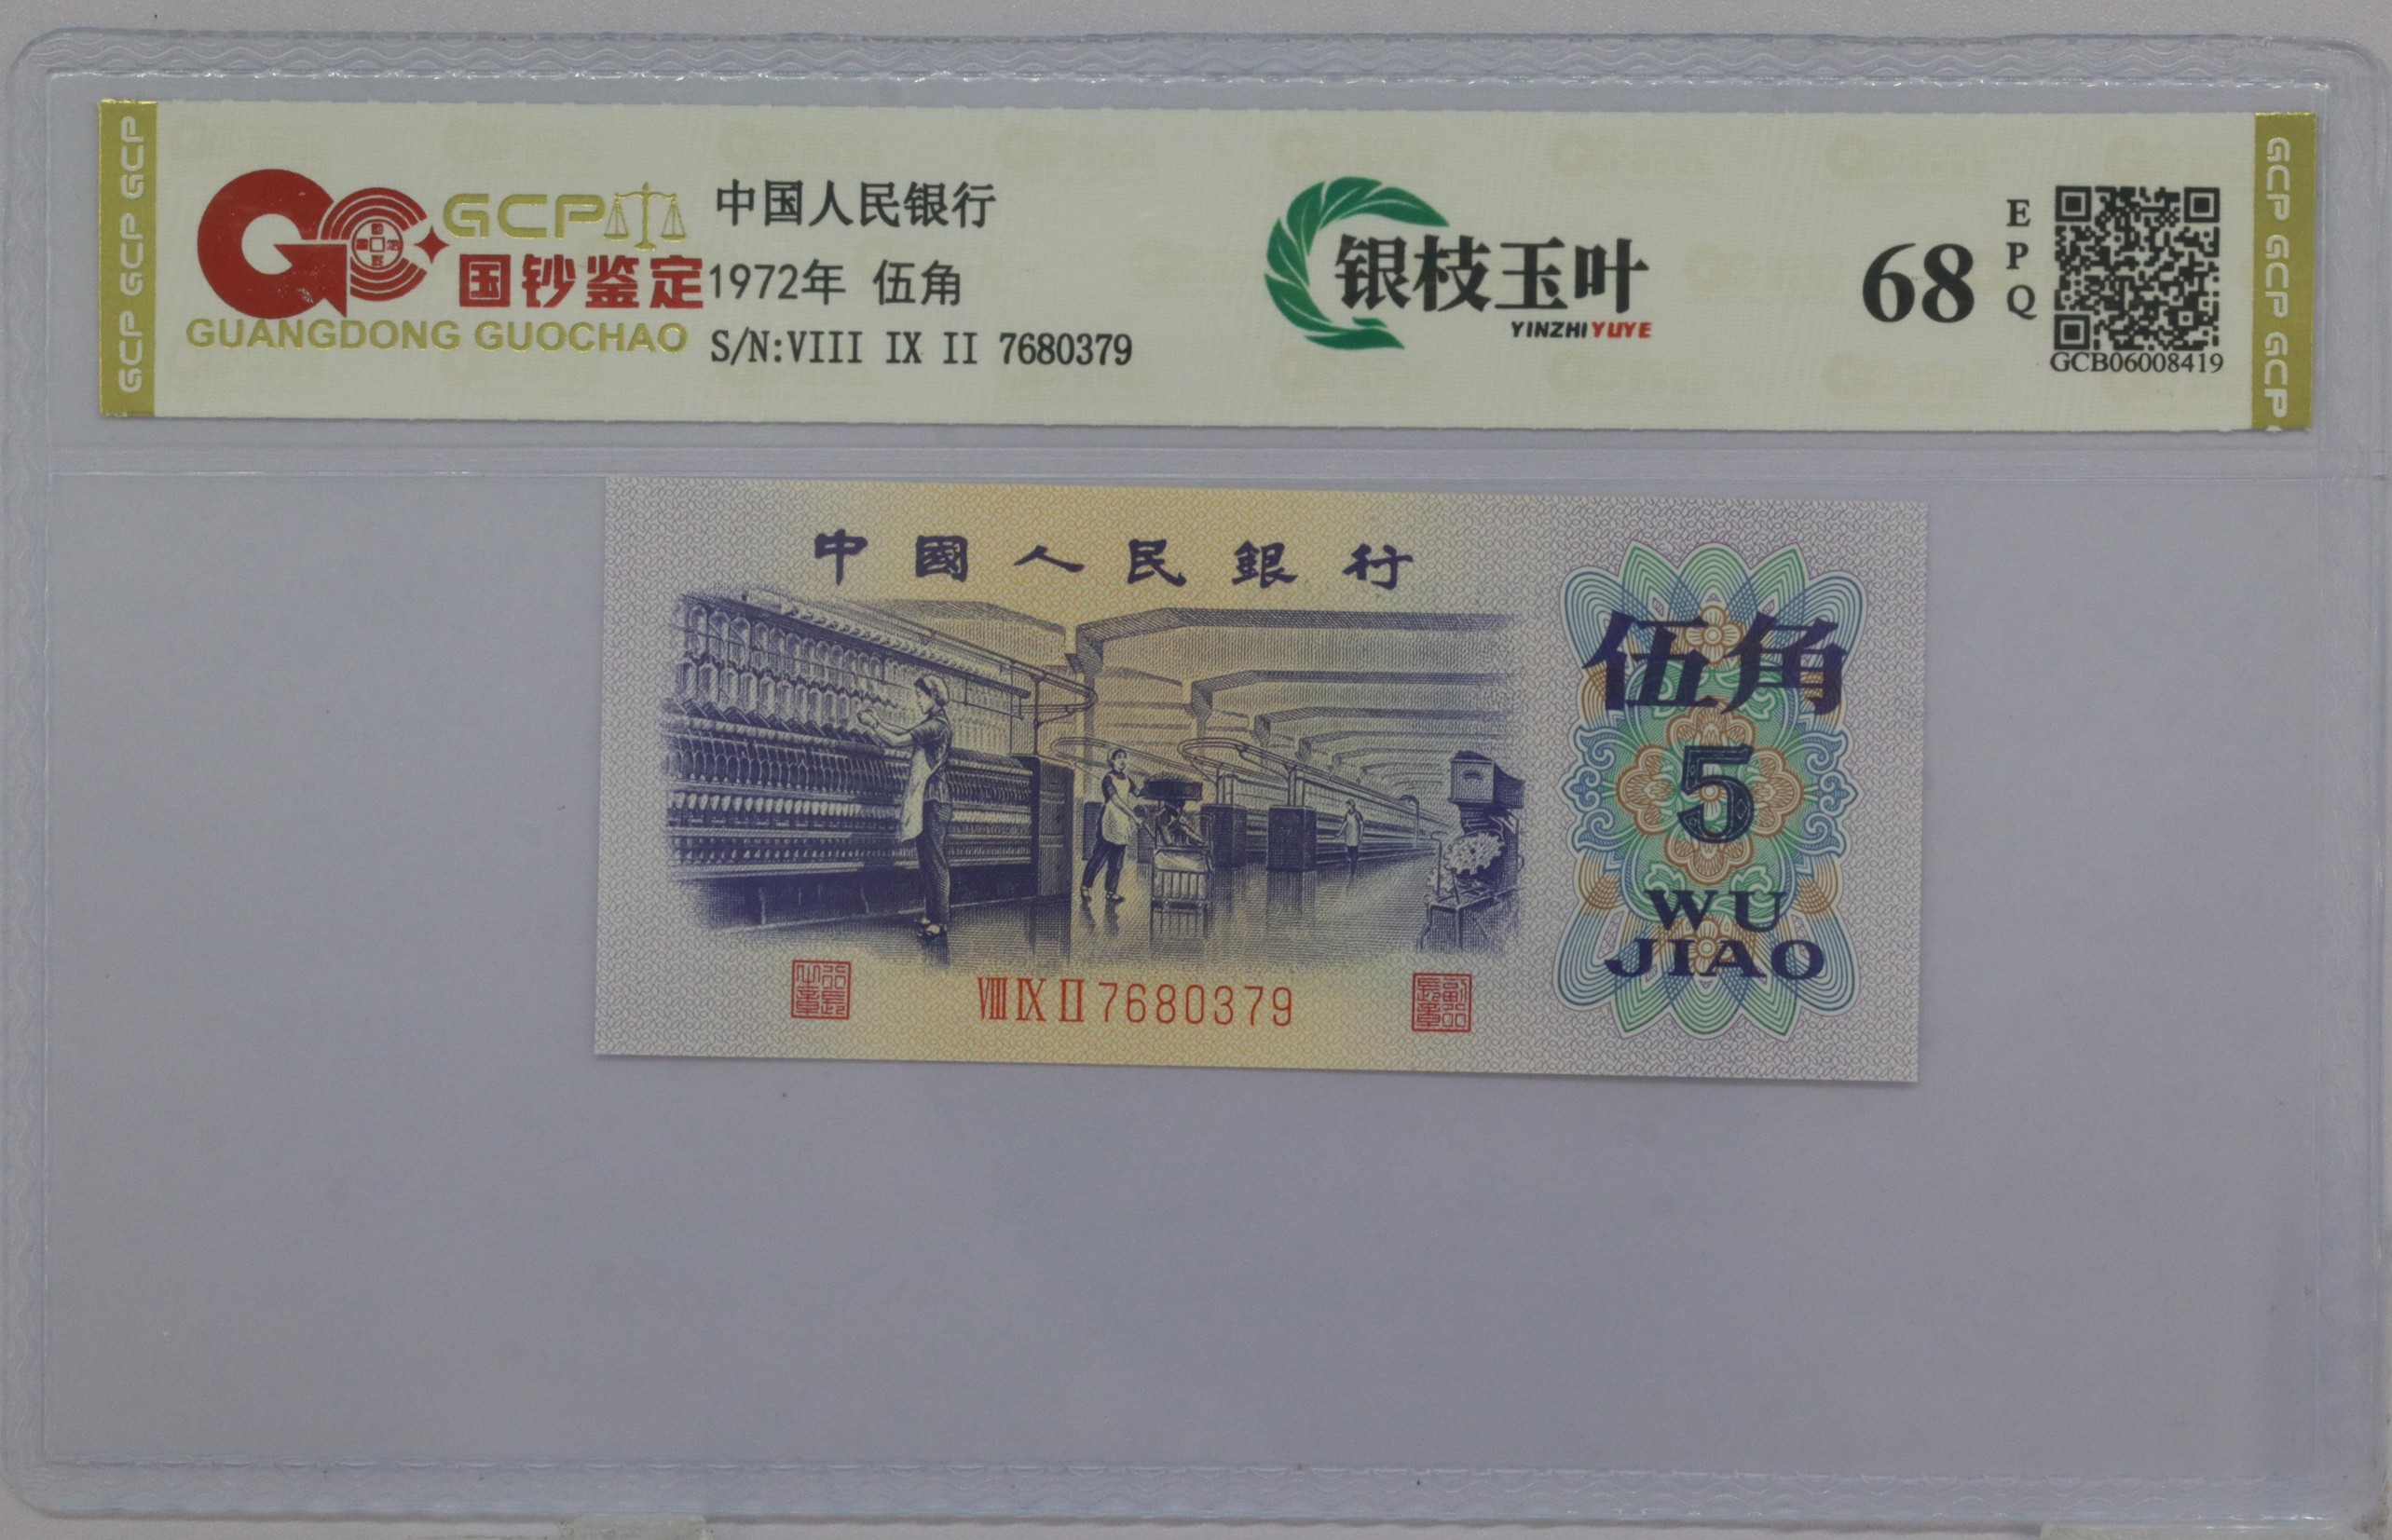 GCP GCP GCP
GCP
国钞鉴定
GUANGDONG GUOCHAO
中国人民银行
1972年 伍角
S/N:VIII IX II 7680379
银枝玉叶
YINZHI YUYE
68
EPQ
GCB06008419
GCP GCP GCP
中國人民銀行
伍角
5
WU
JIAO
VIII IX II 7680379